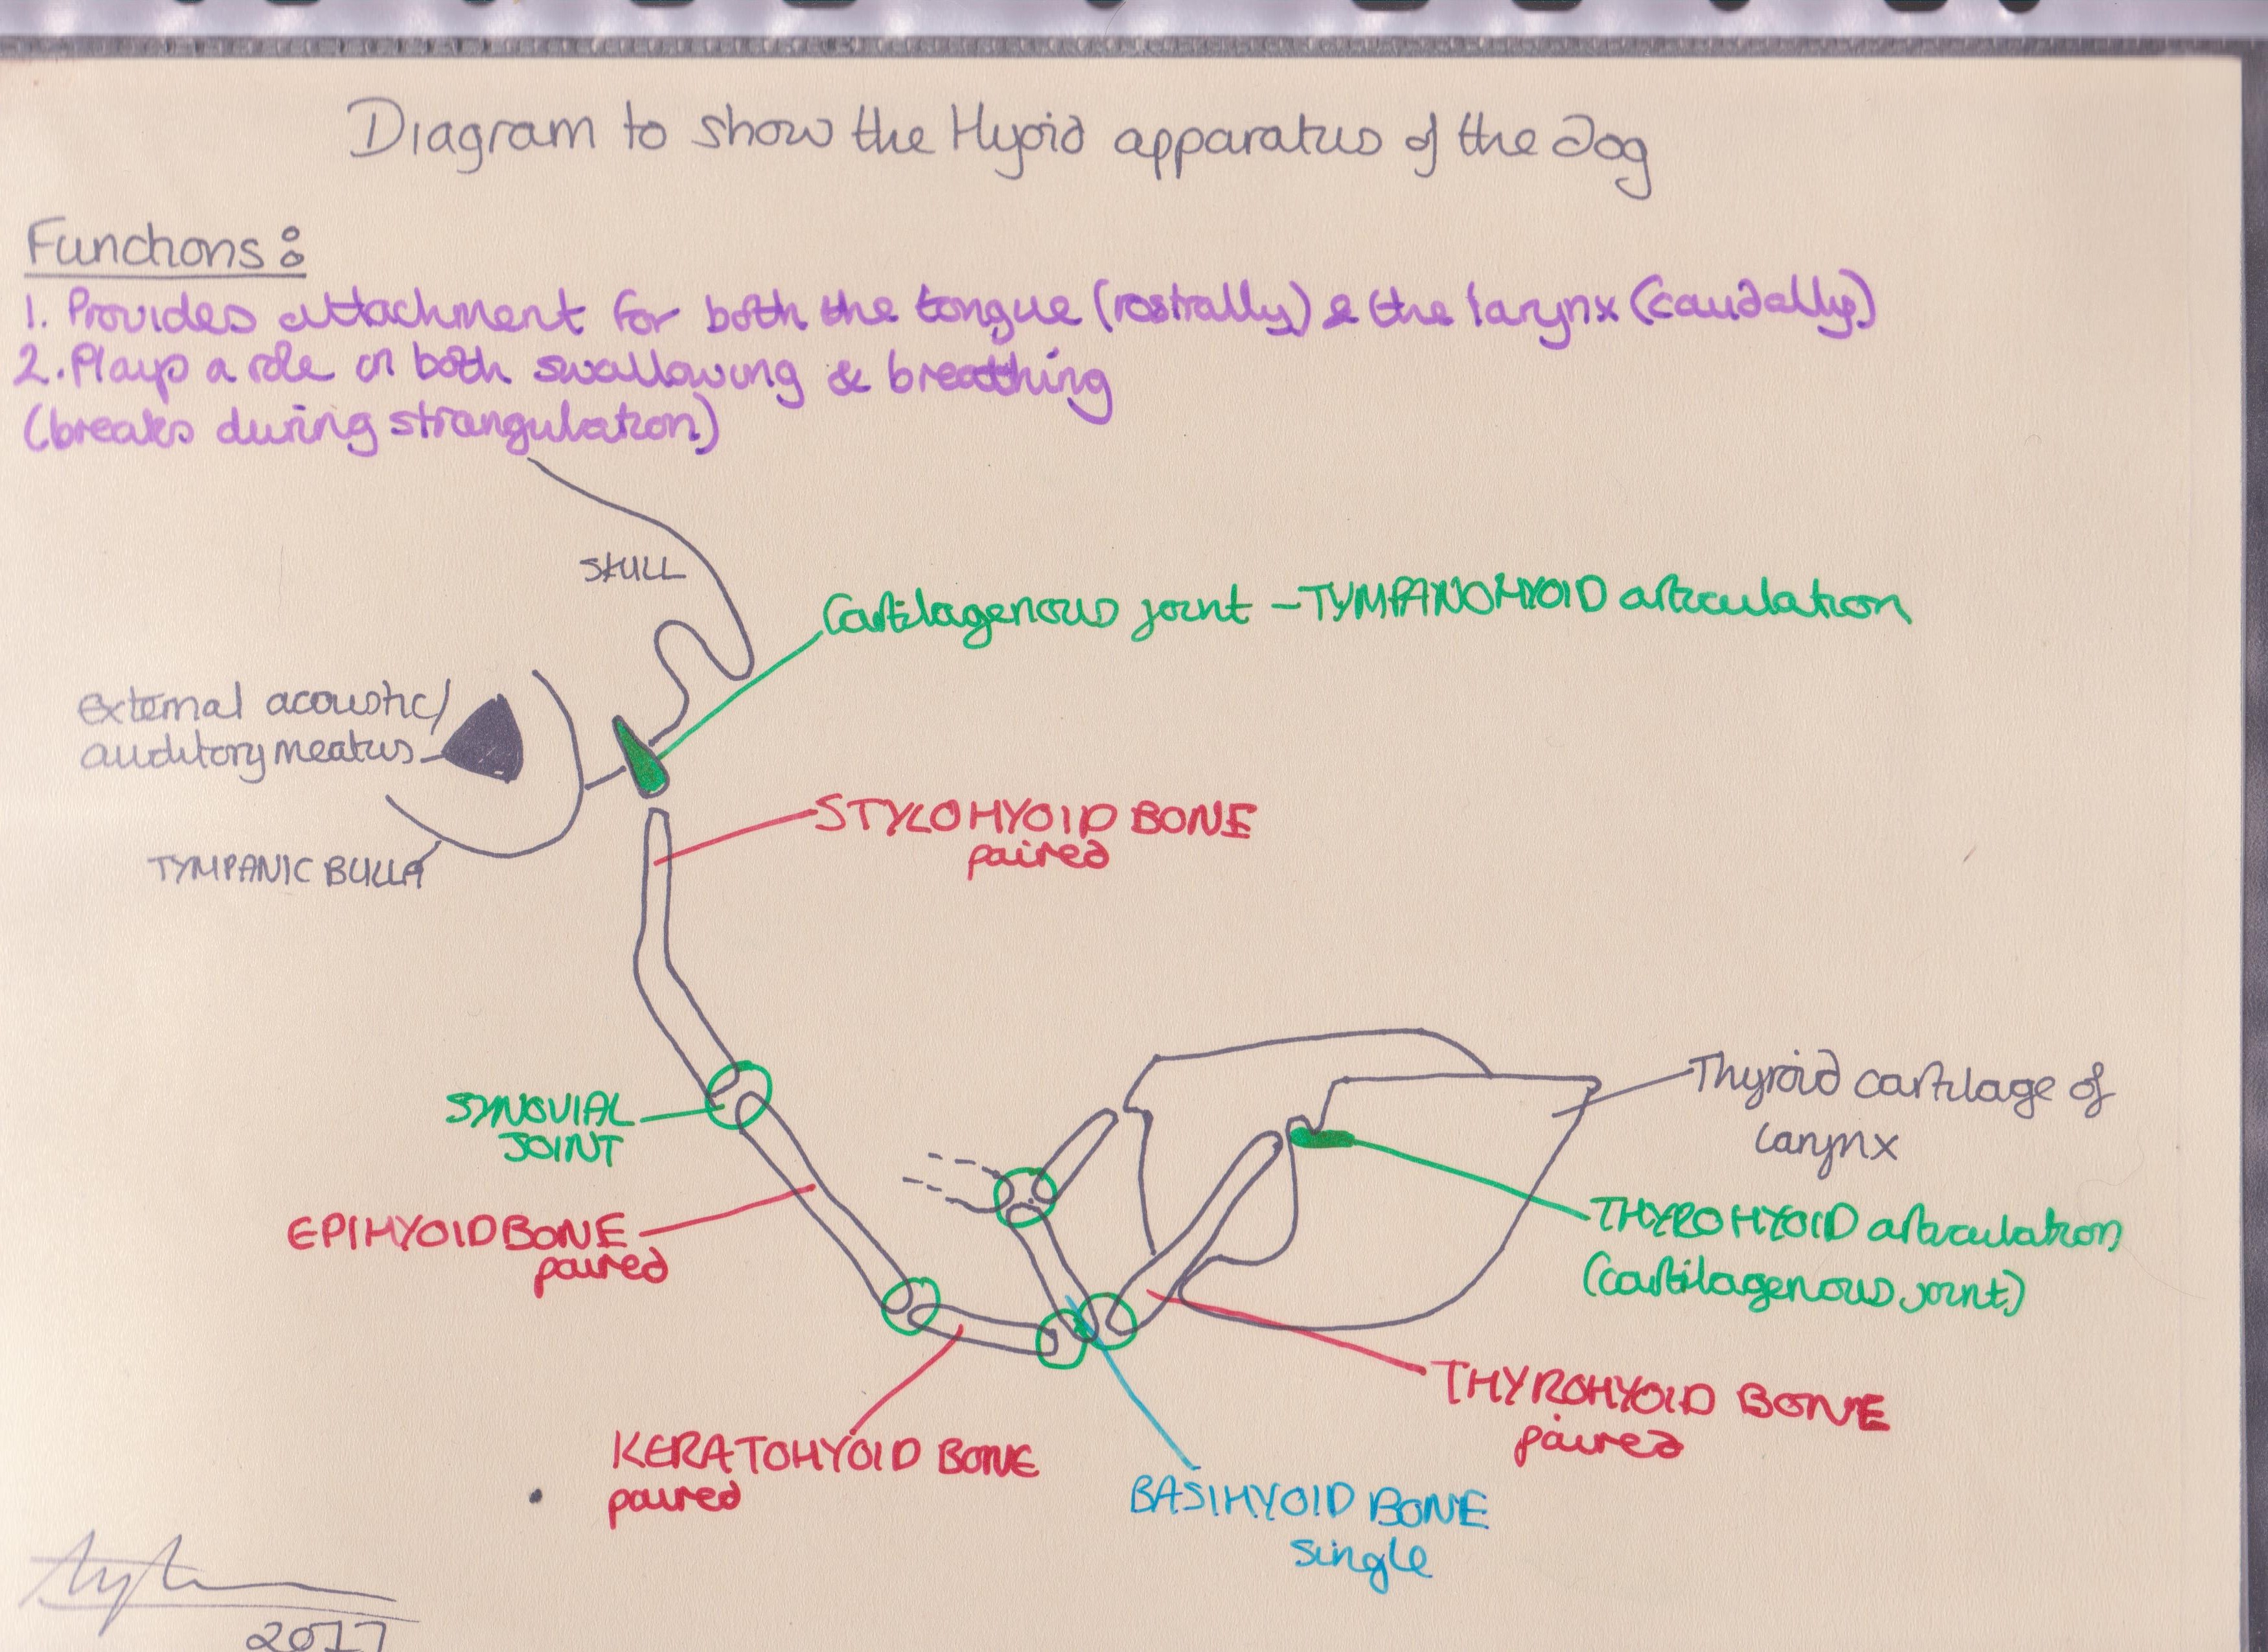 Diagram to show the Hyoid apparatus of the dog
Functions:
1. Provides attachment for both the tongue (rostrally) & the larynx (caudally)
2. Plays a role in both swallowing & breathing
(breaks during strangulation)
SKULL
Cartilagenous joint - TYMPANOHYOID articulation
external acoustic/
auditory meatus
TYMPANIC BULLA
STYLOHYOID BONE
paired
SYNOVIAL
JOINT
Thyroid cartilage of
larynx
EPIHYOID BONE
paired
THYROHYOID articulation
(cartilagenous joint)
THYROHYOID BONE
paired
KERATOHYOID BONE
paired
BASIHYOID BONE
single
2017